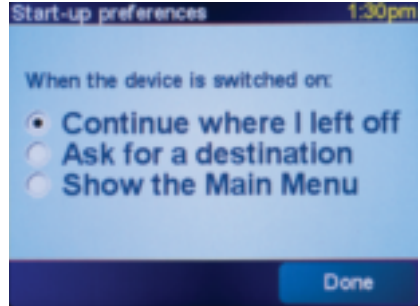 Start-up preferences 1:30pm
When the device is switched on:
Continue where I left off
Ask for a destination
Show the Main Menu
Done